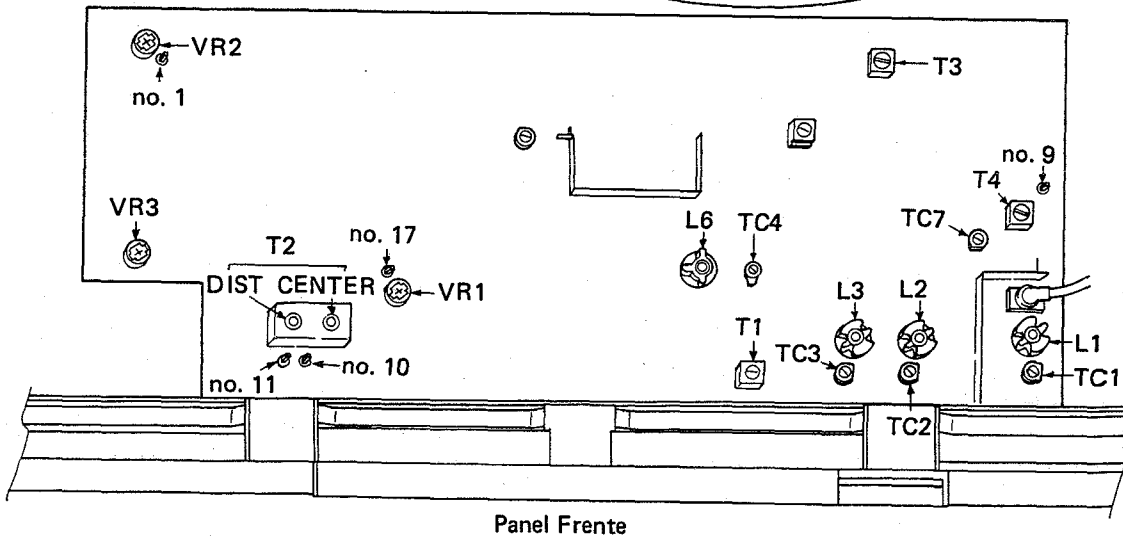 VR2
no. 1
T3
no. 9
T4
VR3
T2
no. 17
L6
TC4
TC7
DIST CENTER
VR1
L3
L2
T1
L1
TC3
no. 11
no. 10
TC1
TC2
Panel Frente